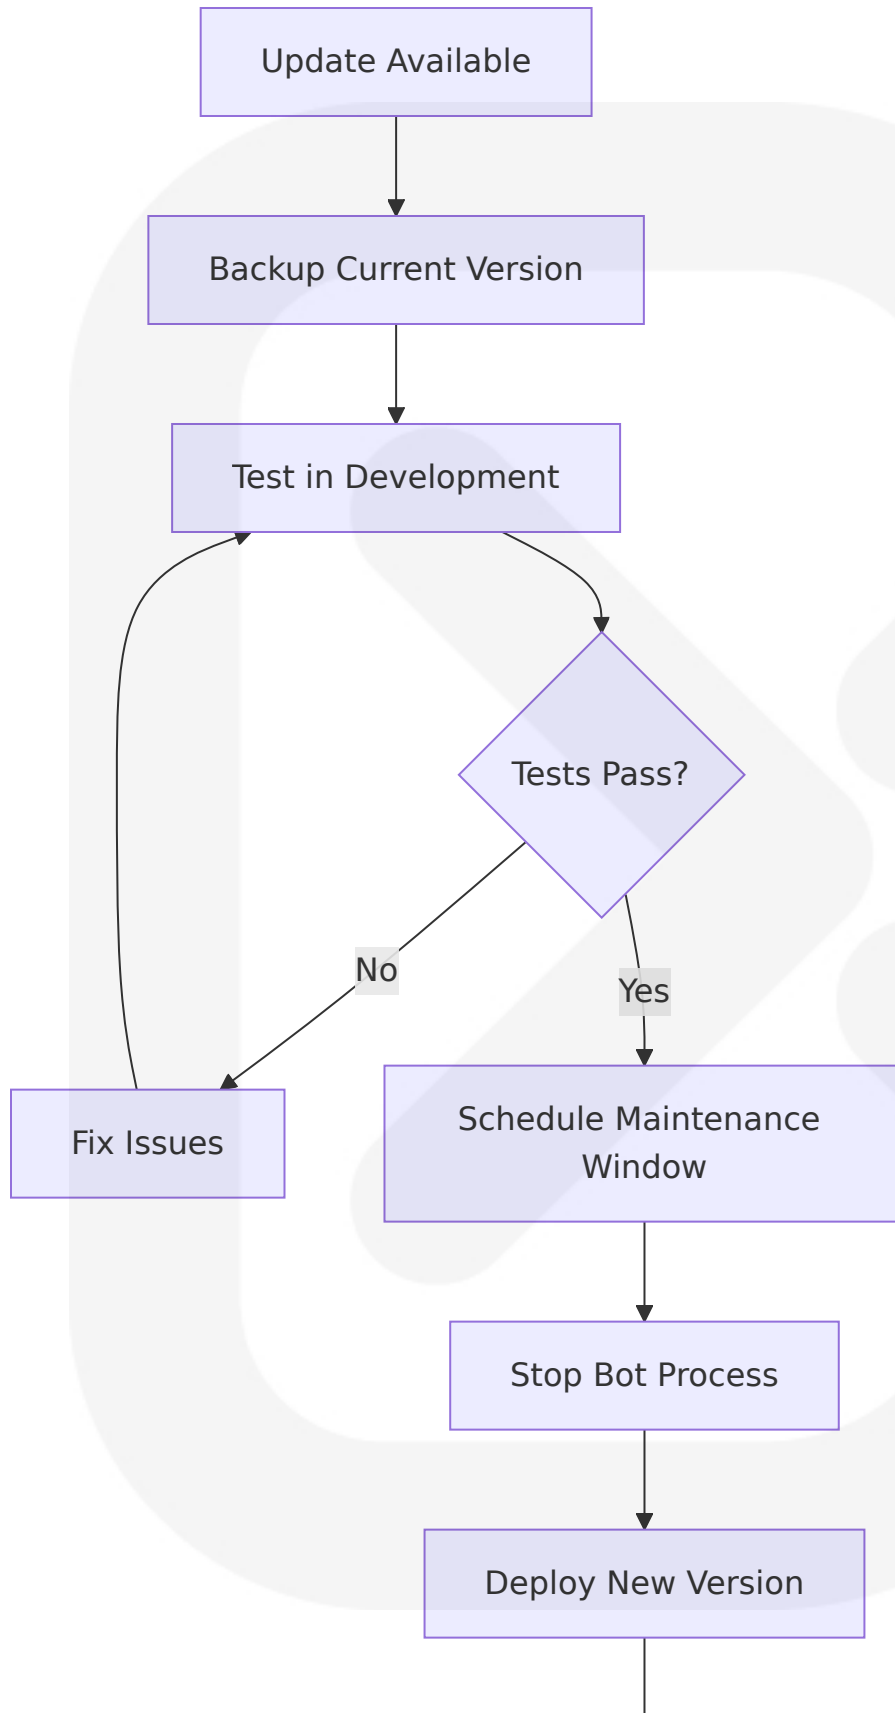 Update Available
Backup Current Version
Test in Development
Tests Pass?
No
Yes
Fix Issues
Schedule Maintenance
Window
Stop Bot Process
Deploy New Version